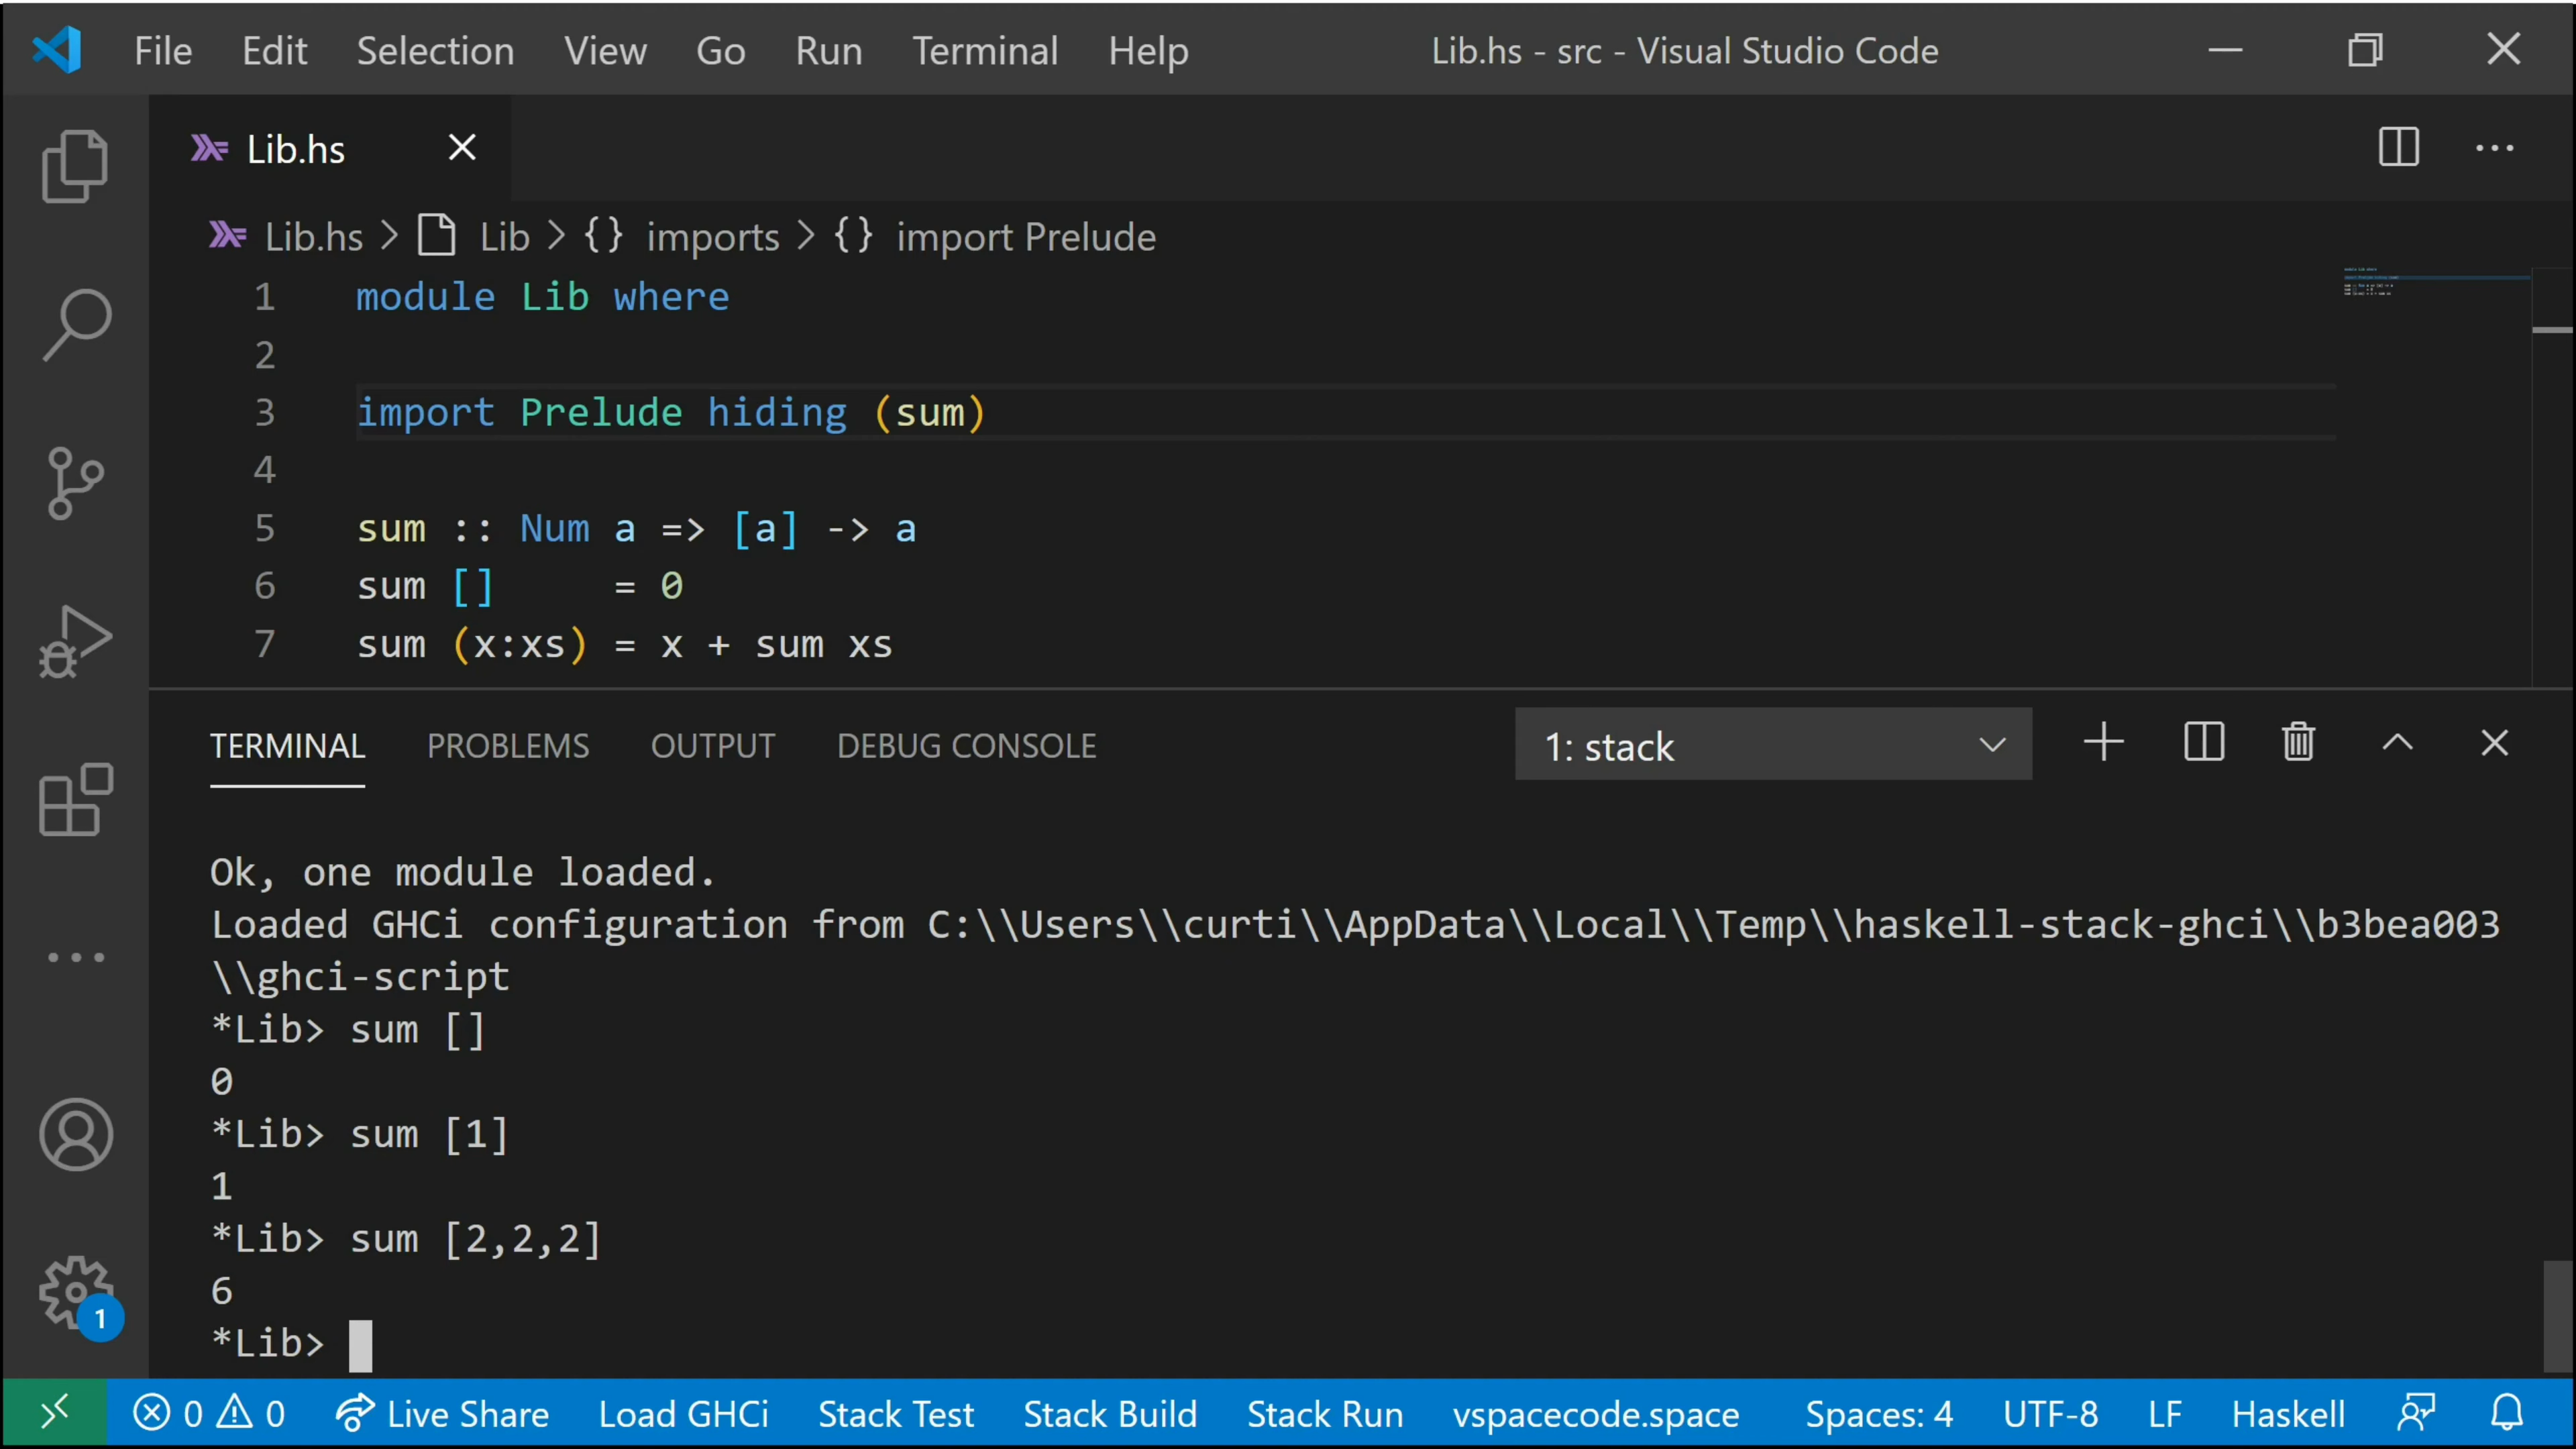 File Edit Selection View Go Run Terminal Help Lib.hs - src - Visual Studio Code
Lib.hs
Lib.hs > Lib > {} imports > {} import Prelude
1 module Lib where
2
3 import Prelude hiding (sum)
4
5 sum :: Num a => [a] -> a
6 sum []     = 0
7 sum (x:xs) = x + sum xs
TERMINAL PROBLEMS OUTPUT DEBUG CONSOLE 1: stack
Ok, one module loaded.
Loaded GHCi configuration from C:\\Users\\curti\\AppData\\Local\\Temp\\haskell-stack-ghci\\b3bea003
\\ghci-script
*Lib> sum []
0
*Lib> sum [1]
1
*Lib> sum [2,2,2]
6
*Lib>
1
0 0 Live Share Load GHCi Stack Test Stack Build Stack Run vspacecode.space Spaces: 4 UTF-8 LF Haskell